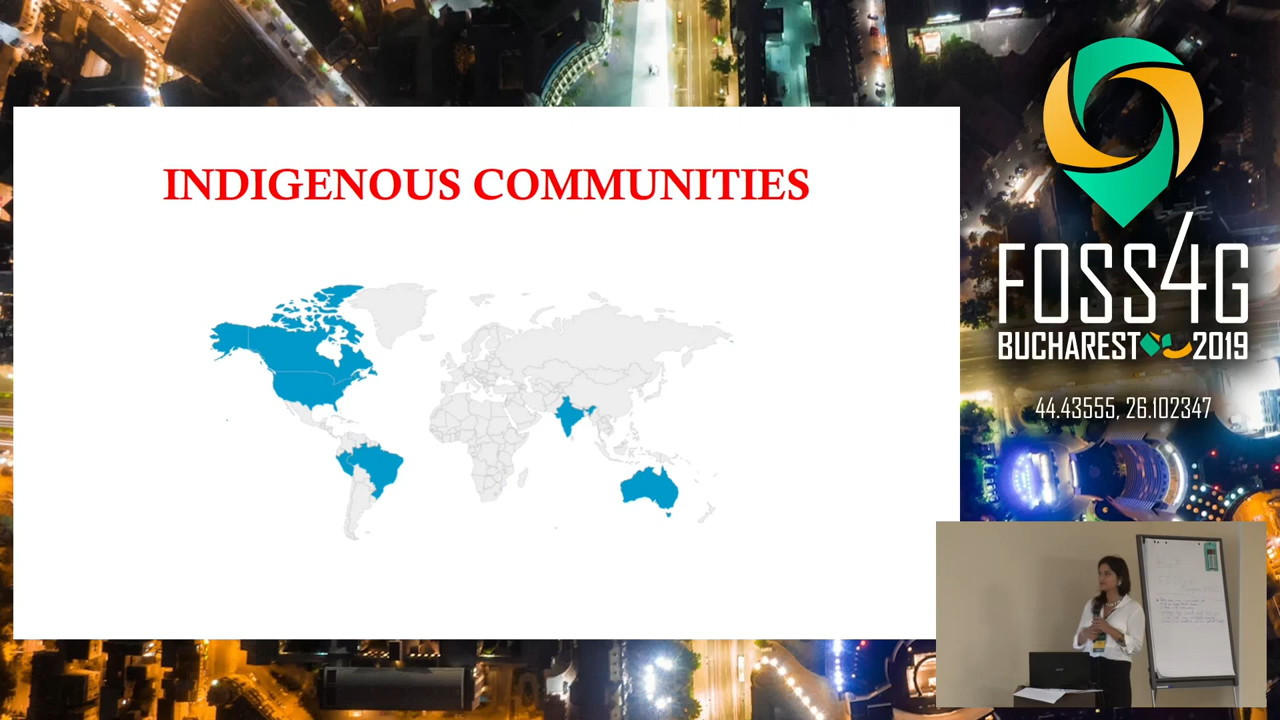 INDIGENOUS COMMUNITIES
FOSS4G
BUCHAREST 2019
44.43555, 26.102347